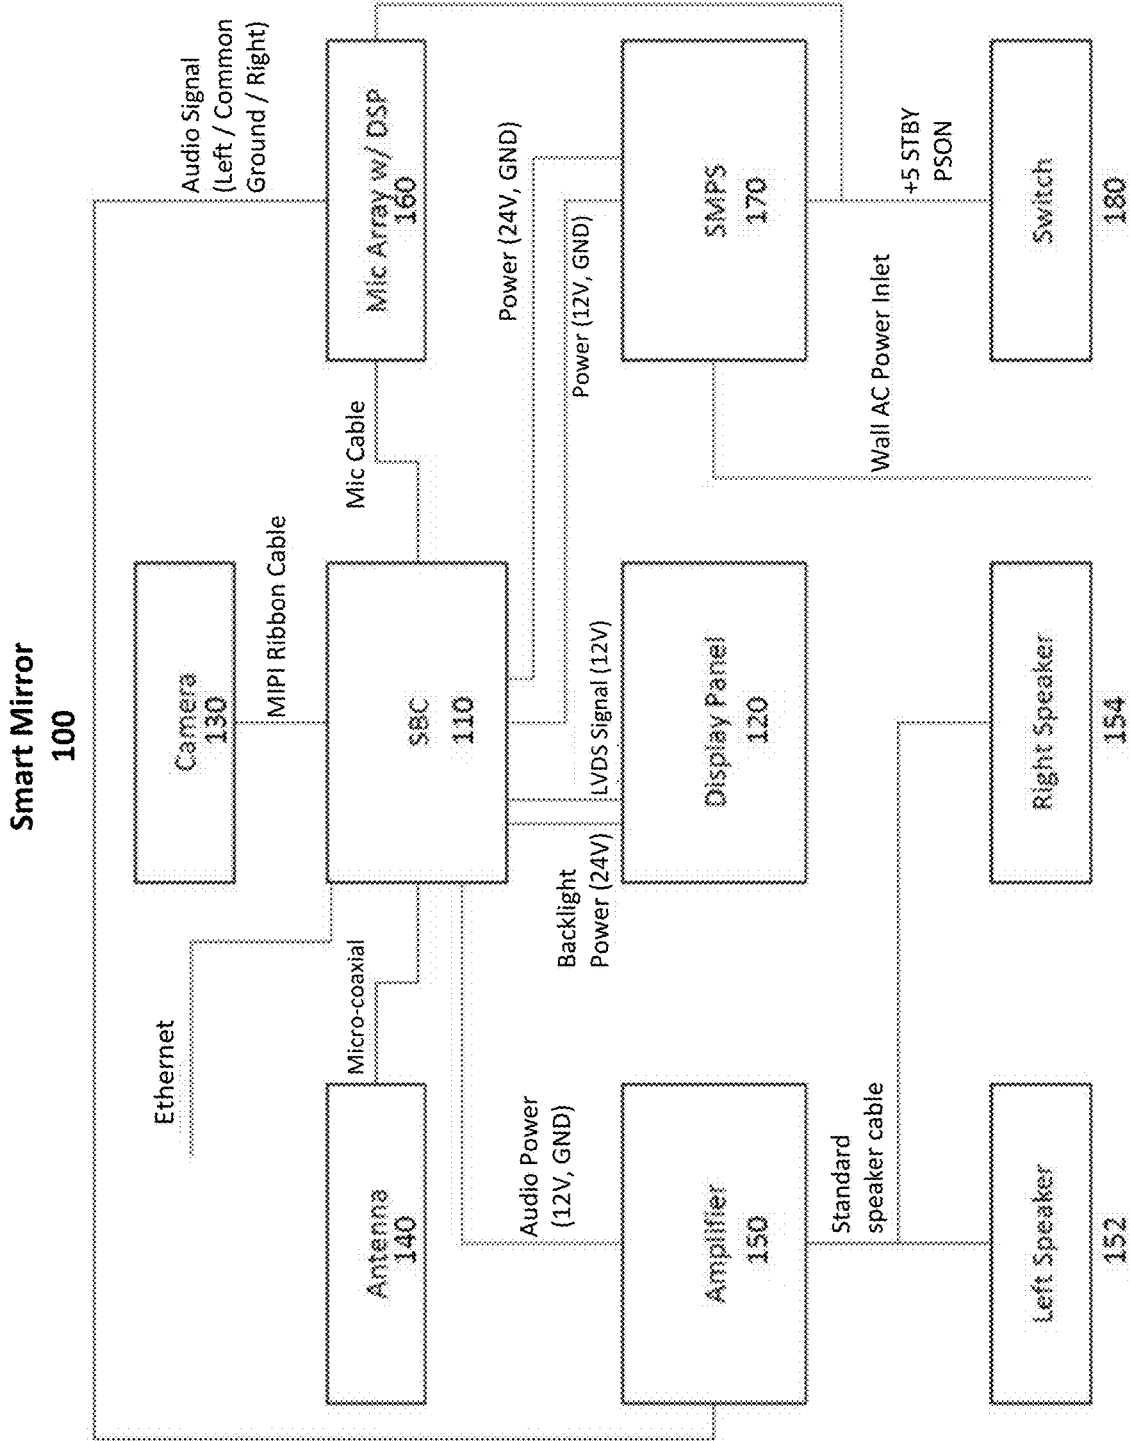 Smart Mirror
100
Audio Signal
(Left / Common
Ground / Right)
Camera
130
Ethernet
MIPI Ribbon Cable
Antenna
140
Micro-coaxial
SBC
110
Mic Cable
Mic Array w/ DSP
160
Audio Power
(12V, GND)
Backlight
Power (24V)
LVDS Signal (12V)
Power (12V, GND)
Power (24V, GND)
Amplifier
150
Display Panel
120
SMPS
170
Standard
speaker cable
Wall AC Power Inlet
+5 STBY
PSON
Left Speaker
152
Right Speaker
154
Switch
180